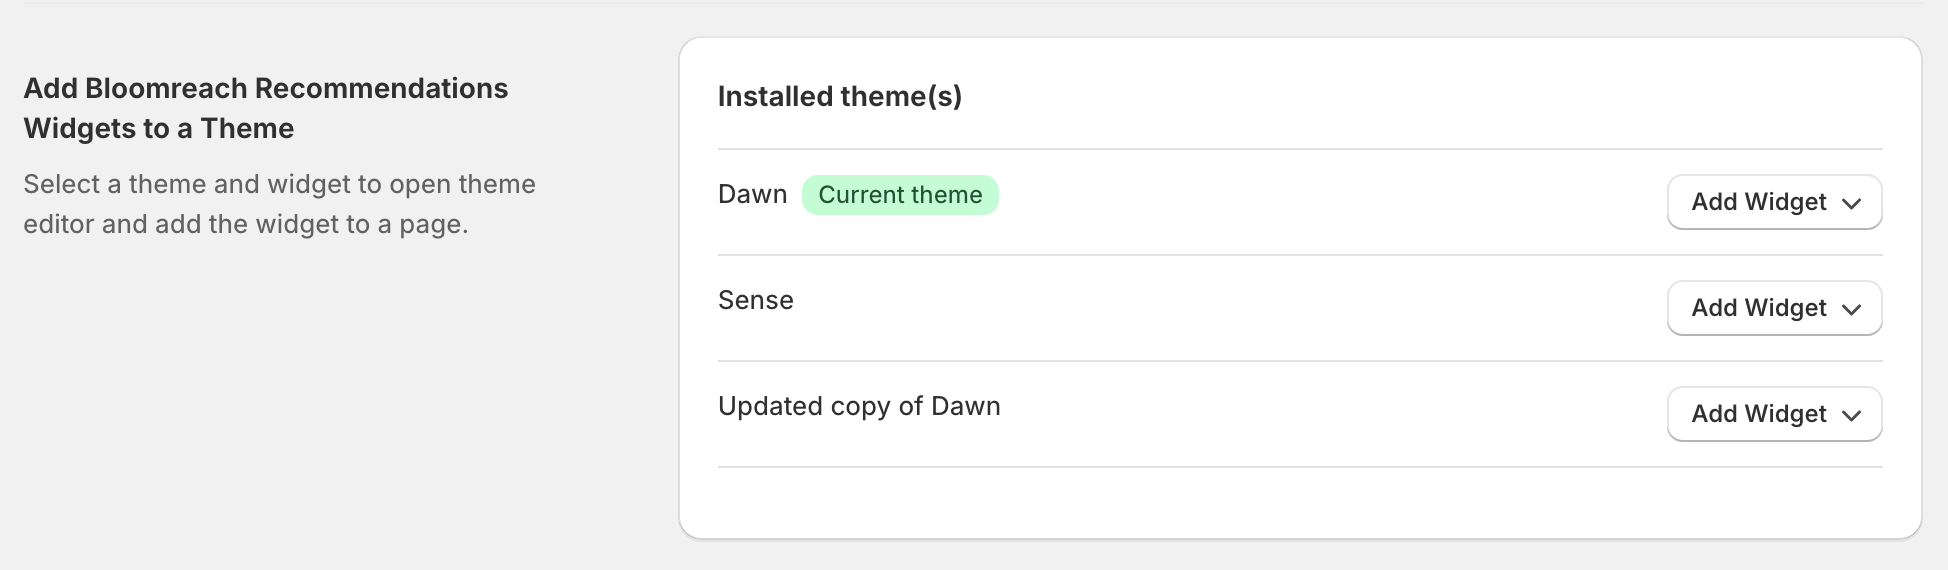 Add Bloomreach Recommendations
Widgets to a Theme
Select a theme and widget to open theme
editor and add the widget to a page.
Installed theme(s)
Dawn Current theme Add Widget
Sense Add Widget
Updated copy of Dawn Add Widget